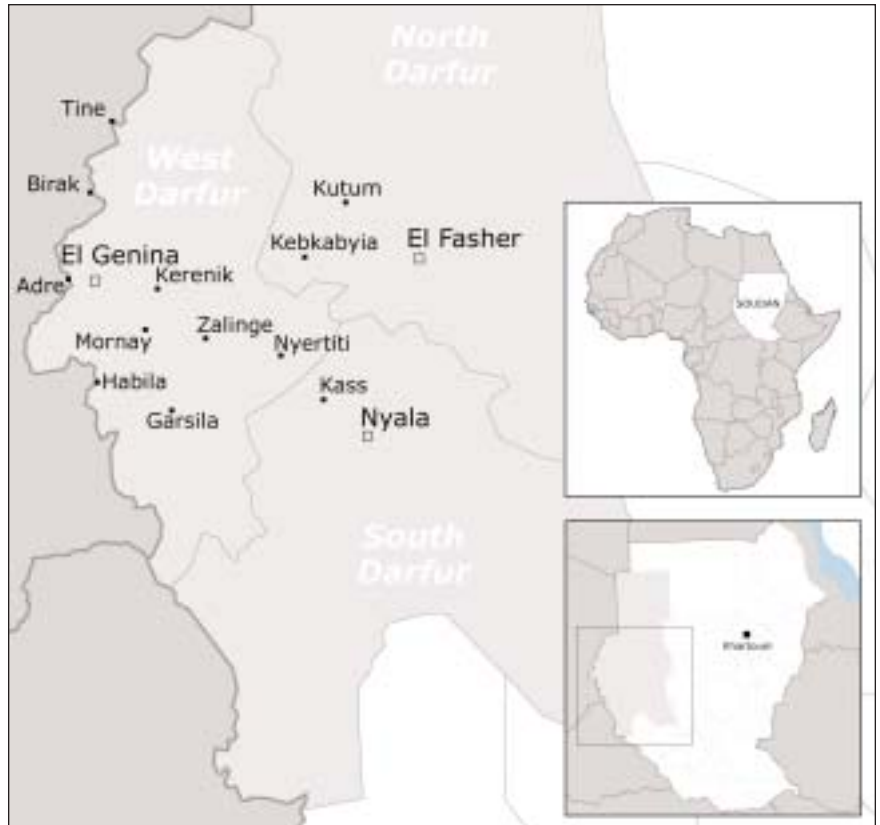 North
Darfur
Tine
West
Darfur
Birak
Kutum
El Genina
Kebkabyia
El Fasher
Adre
Kerenik
SOUDAN
Mornay
Zalinge
Nyertiti
Habila
Kass
Garsila
Nyala
South
Darfur
Khartoum